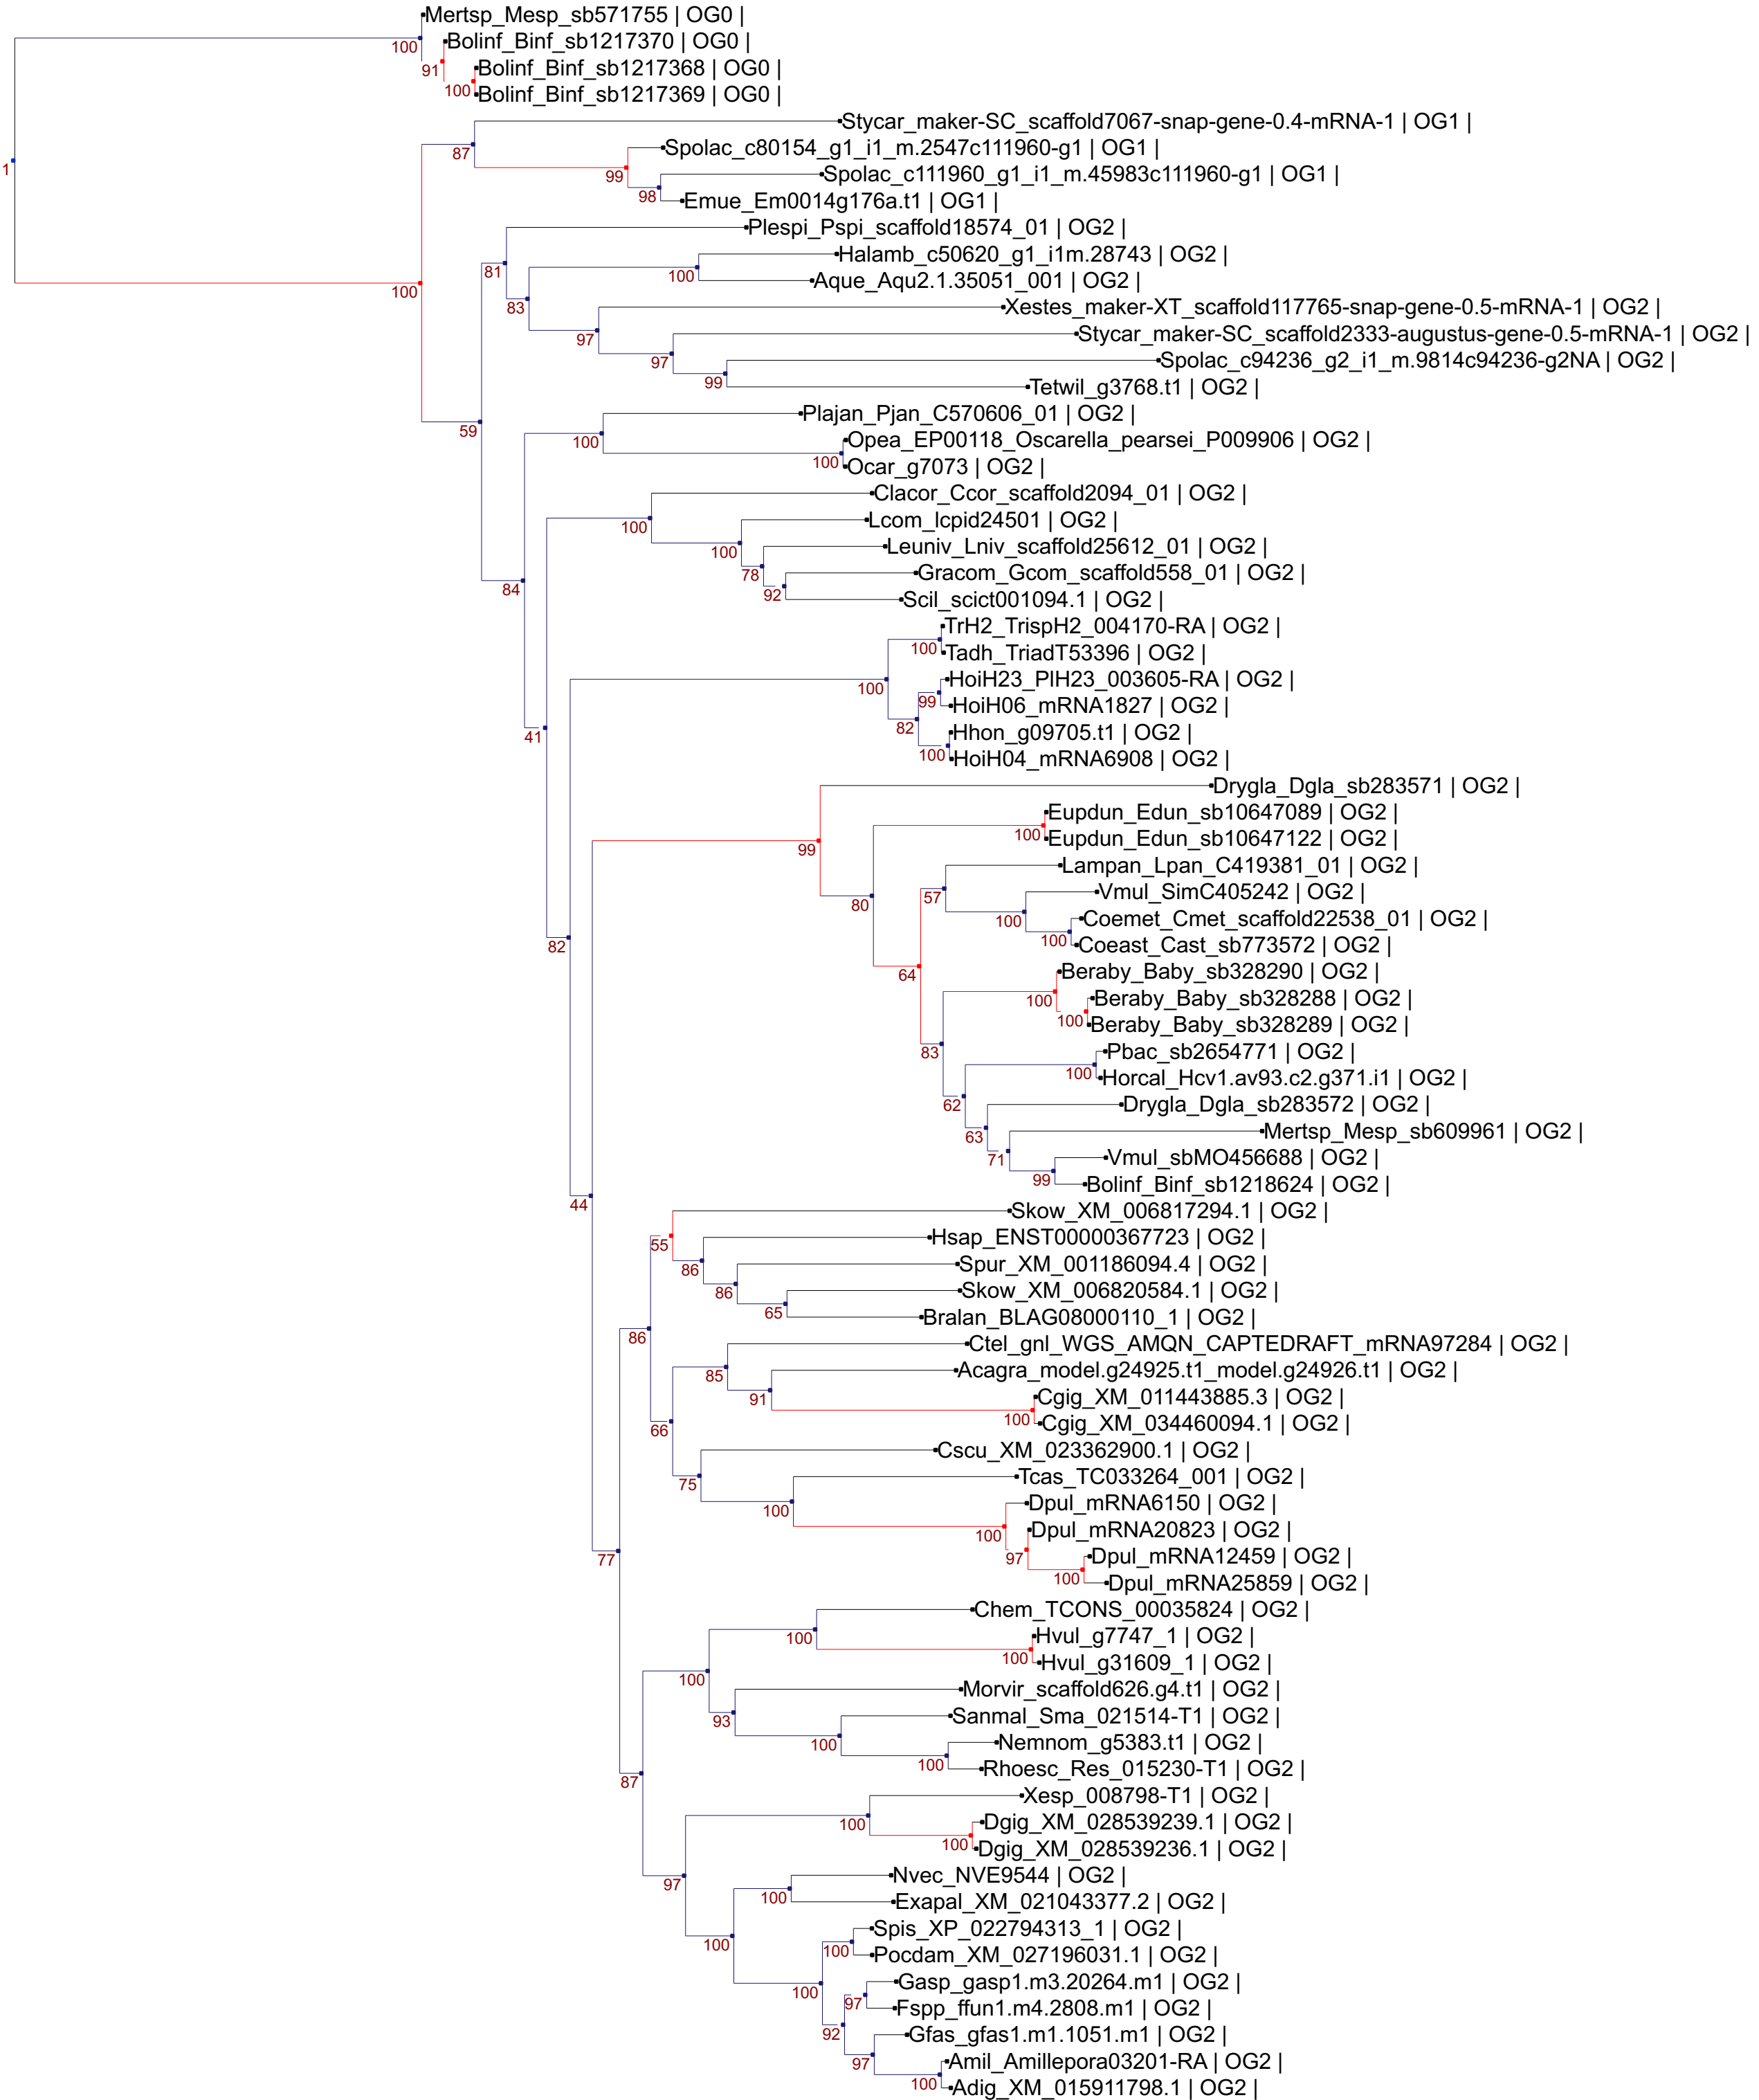 Mertsp_Mesp_sb571755 | OG0 |
100
Bolinf_Binf_sb1217370 | OG0 |
91
Bolinf_Binf_sb1217368 | OG0 |
100
Bolinf_Binf_sb1217369 | OG0 |
Stycar_maker-SC_scaffold7067-snap-gene-0.4-mRNA-1 | OG1 |
87
Spolac_c80154_g1_i1_m.2547c111960-g1 | OG1 |
1
99
Spolac_c111960_g1_i1_m.45983c111960-g1 | OG1 |
98
Emue_Em0014g176a.t1 | OG1 |
Plespi_Pspi_scaffold18574_01 | OG2 |
81
Halamb_c50620_g1_i1m.28743 | OG2 |
100
Aque_Aqu2.1.35051_001 | OG2 |
100
83
Xestes_maker-XT_scaffold117765-snap-gene-0.5-mRNA-1 | OG2 |
97
Stycar_maker-SC_scaffold2333-augustus-gene-0.5-mRNA-1 | OG2 |
97
Spolac_c94236_g2_i1_m.9814c94236-g2NA | OG2 |
99
Tetwil_g3768.t1 | OG2 |
Plajan_Pjan_C570606_01 | OG2 |
59
100
Opea_EP00118_Oscarella_pearsei_P009906 | OG2 |
100
Ocar_g7073 | OG2 |
Clacor_Ccor_scaffold2094_01 | OG2 |
100
Lcom_lcpid24501 | OG2 |
100
Leuniv_Lniv_scaffold25612_01 | OG2 |
78
Gracom_Gcom_scaffold558_01 | OG2 |
84
92
Scil_scict001094.1 | OG2 |
TrH2_TrispH2_004170-RA | OG2 |
100
Tadh_TriadT53396 | OG2 |
100
HoiH23_PIH23_003605-RA | OG2 |
99
HoiH06_mRNA1827 | OG2 |
82
Hhon_g09705.t1 | OG2 |
41
100
HoiH04_mRNA6908 | OG2 |
Drygla_Dgla_sb283571 | OG2 |
Eupdun_Edun_sb10647089 | OG2 |
100
Eupdun_Edun_sb10647122 | OG2 |
99
Lampan_Lpan_C419381_01 | OG2 |
57
Vmul_SimC405242 | OG2 |
80
100
Coemet_Cmet_scaffold22538_01 | OG2 |
100
Coeast_Cast_sb773572 | OG2 |
82
Beraby_Baby_sb328290 | OG2 |
64
100
Beraby_Baby_sb328288 | OG2 |
100
Beraby_Baby_sb328289 | OG2 |
83
Pbac_sb2654771 | OG2 |
100
Horcal_Hcv1.av93.c2.g371.i1 | OG2 |
62
Drygla_Dgla_sb283572 | OG2 |
63
Mertsp_Mesp_sb609961 | OG2 |
71
Vmul_sbMO456688 | OG2 |
99
Bolinf_Binf_sb1218624 | OG2 |
44
Skow_XM_006817294.1 | OG2 |
55
Hsap_ENST00000367723 | OG2 |
86
Spur_XM_001186094.4 | OG2 |
86
Skow_XM_006820584.1 | OG2 |
65
Bralan_BLAG08000110_1 | OG2 |
86
Ctel_gnl_WGS_AMQN_CAPTEDRAFT_mRNA97284 | OG2 |
85
Acagra_model.g24925.t1_model.g24926.t1 | OG2 |
91
Cgig_XM_011443885.3 | OG2 |
100
Cgig_XM_034460094.1 | OG2 |
66
Cscu_XM_023362900.1 | OG2 |
75
Tcas_TC033264_001 | OG2 |
100
Dpul_mRNA6150 | OG2 |
100
Dpul_mRNA20823 | OG2 |
97
77
Dpul_mRNA12459 | OG2 |
100
Dpul_mRNA25859 | OG2 |
Chem_TCONS_00035824 | OG2 |
100
Hvul_g7747_1 | OG2 |
100
Hvul_g31609_1 | OG2 |
100
Morvir_scaffold626.g4.t1 | OG2 |
93
Sanmal_Sma_021514-T1 | OG2 |
100
Nemnom_g5383.t1 | OG2 |
100
Rhoesc_Res_015230-T1 | OG2 |
87
Xesp_008798-T1 | OG2 |
100
Dgig_XM_028539239.1 | OG2 |
100
Dgig_XM_028539236.1 | OG2 |
97
Nvec_NVE9544 | OG2 |
100
Exapal_XM_021043377.2 | OG2 |
Spis_XP_022794313_1 | OG2 |
100
100
Pocdam_XM_027196031.1 | OG2 |
Gasp_gasp1.m3.20264.m1 | OG2 |
100
97
Fspp_ffun1.m4.2808.m1 | OG2 |
92
Gfas_gfas1.m1.1051.m1 | OG2 |
97
Amil_Amillepora03201-RA | OG2 |
100
Adig_XM_015911798.1 | OG2 |